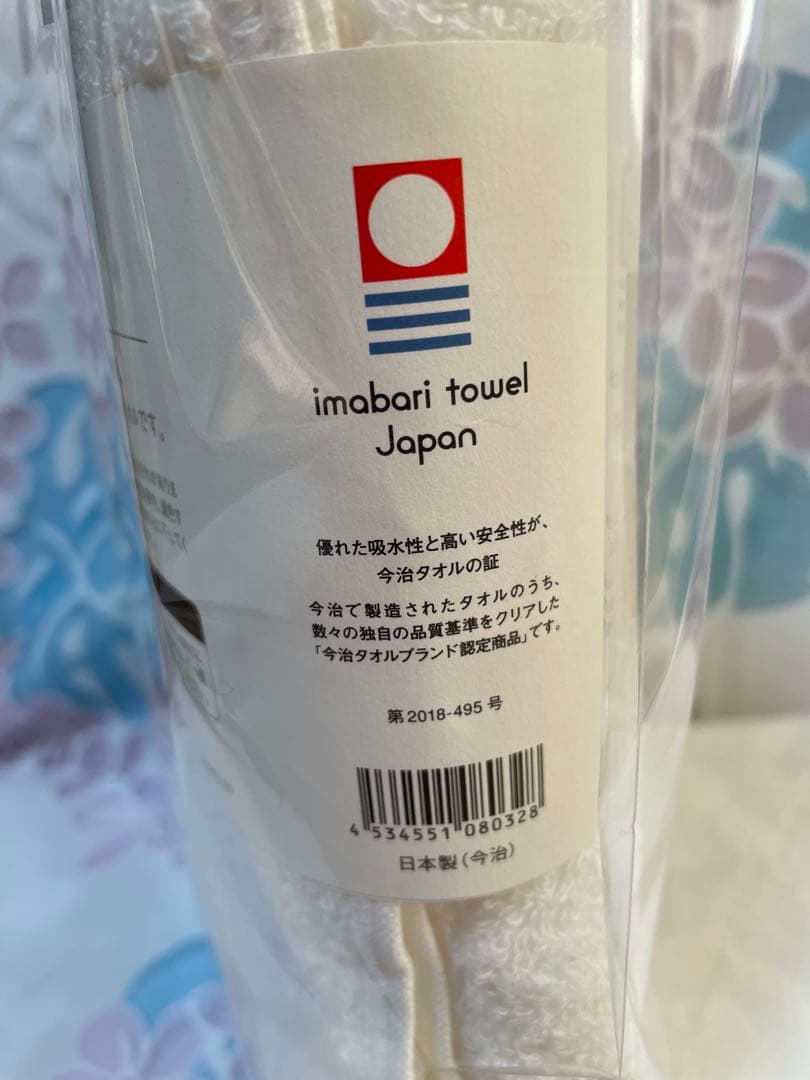 imabari towel
Japan
優れた吸水性と高い安全性が、
今治タオルの証
今治で製造されたタオルのうち、
数々の独自の品質基準をクリアした
「今治タオルブランド認定商品」です。
第2018-495号
4 534551 080328
日本製(今治)